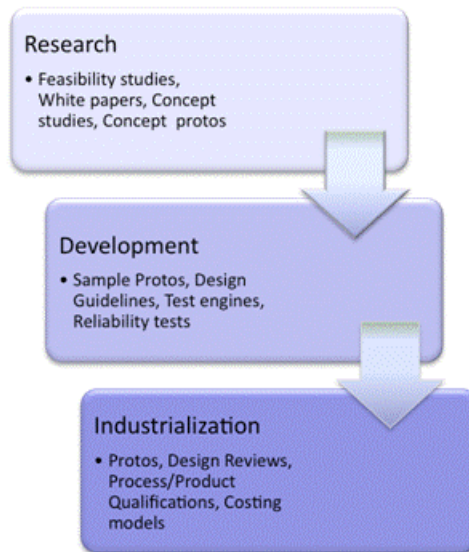 Research
• Feasibility studies,
White papers, Concept
studies, Concept protos
Development
• Sample Protos, Design
Guidelines, Test engines,
Reliability tests
Industrialization
• Protos, Design Reviews,
Process/Product
Qualifications, Costing
models